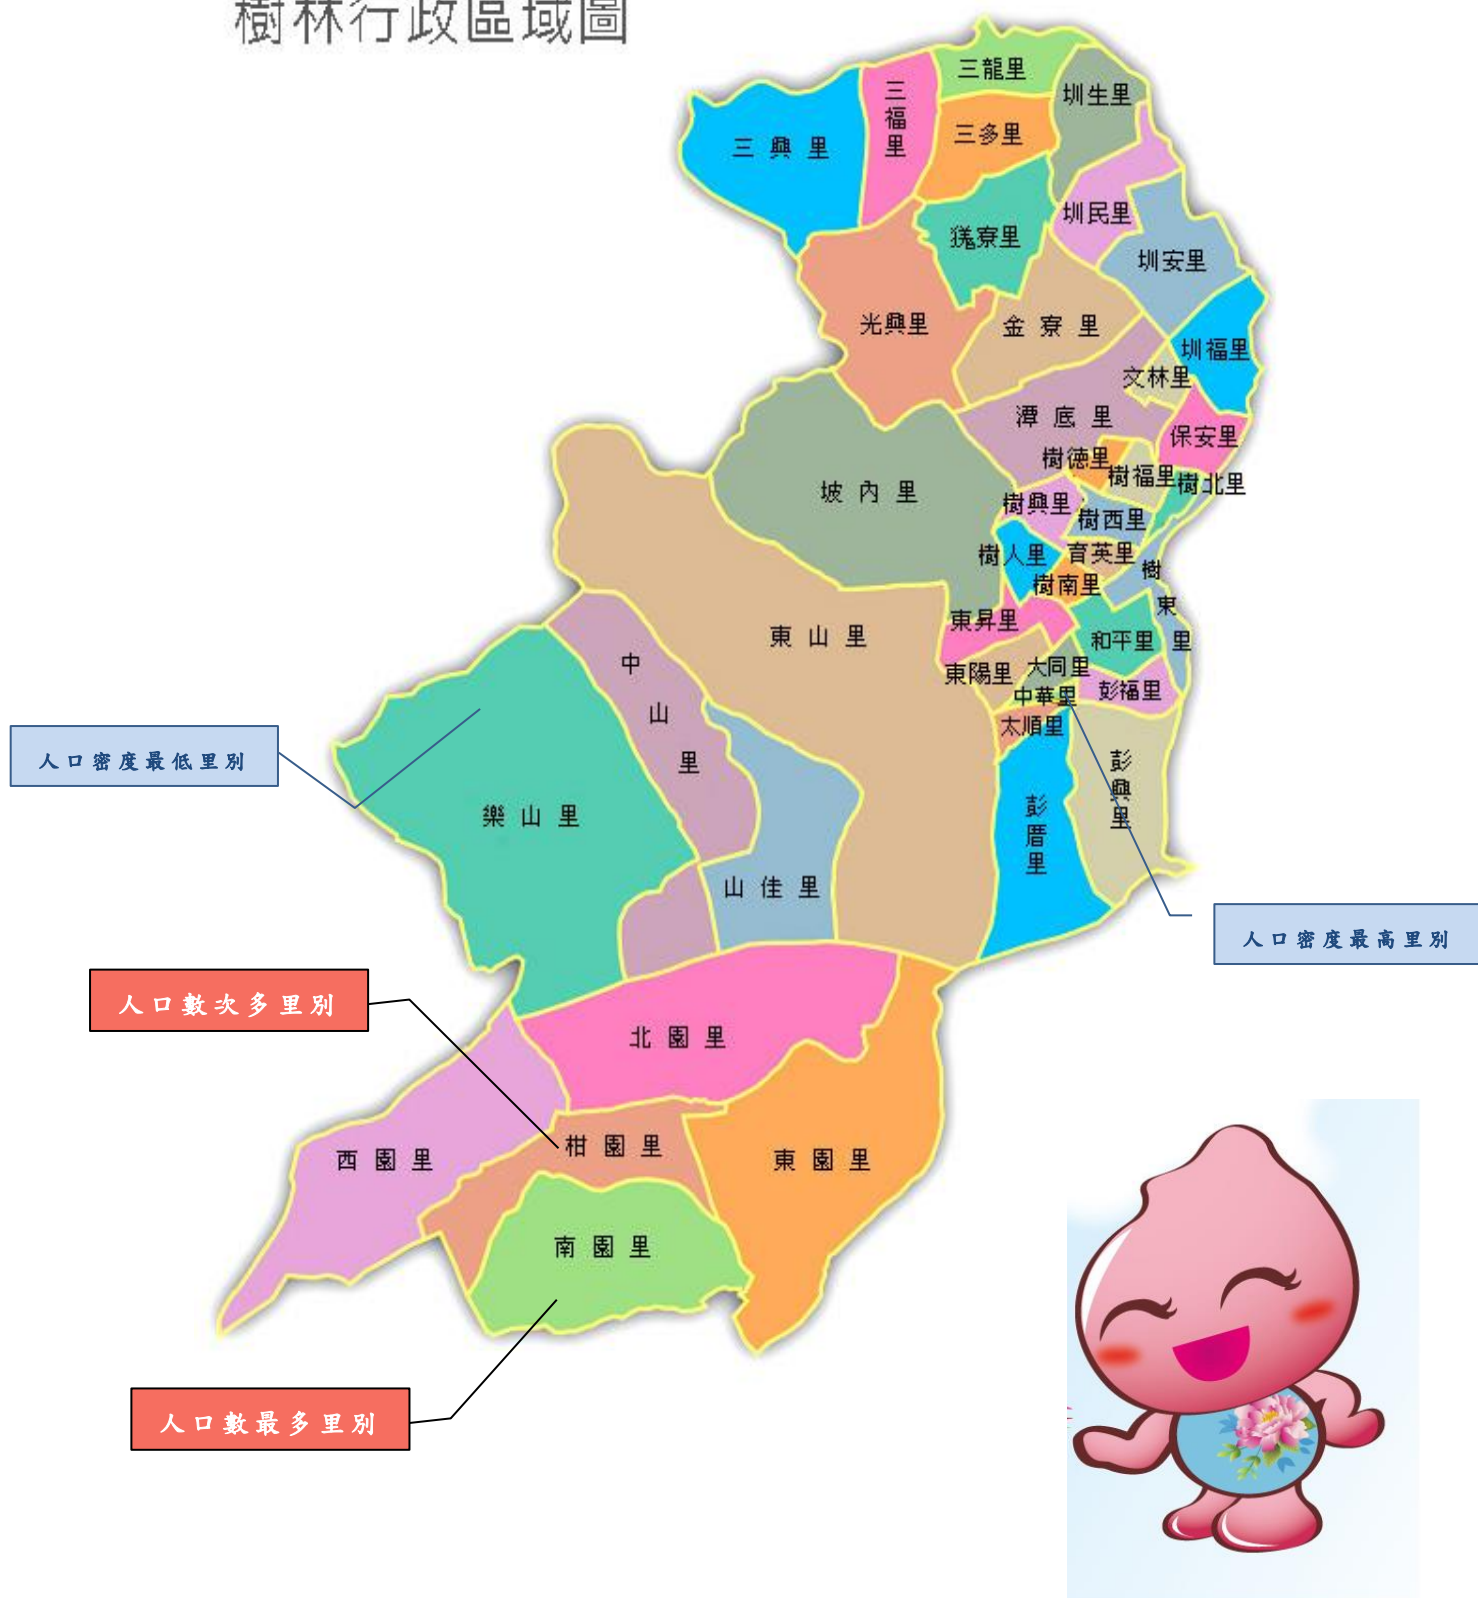 樹林行政區域圖
三龍里
圳生里
三福里
三多里
三興里
圳民里
獇寮里
圳安里
光興里
金寮里
圳福里
文林里
潭底里
保安里
樹德里
樹福里
樹北里
坡內里
樹興里
樹西里
樹人里
育英里
樹東里
樹南里
東昇里
東山里
和平里
中山里
大同里
東陽里
彭福里
中華里
太順里
人口密度最低里別
彭興里
樂山里
彭厝里
山佳里
人口密度最高里別
人口數次多里別
北園里
柑園里
西園里
東園里
南園里
人口數最多里別